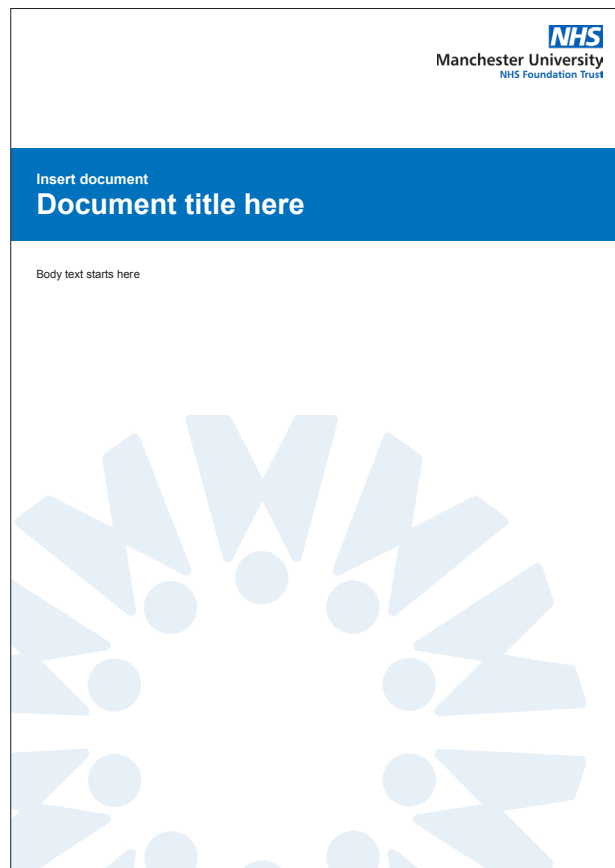 NHS
Manchester University
NHS Foundation Trust
Insert document
Document title here
Body text starts here